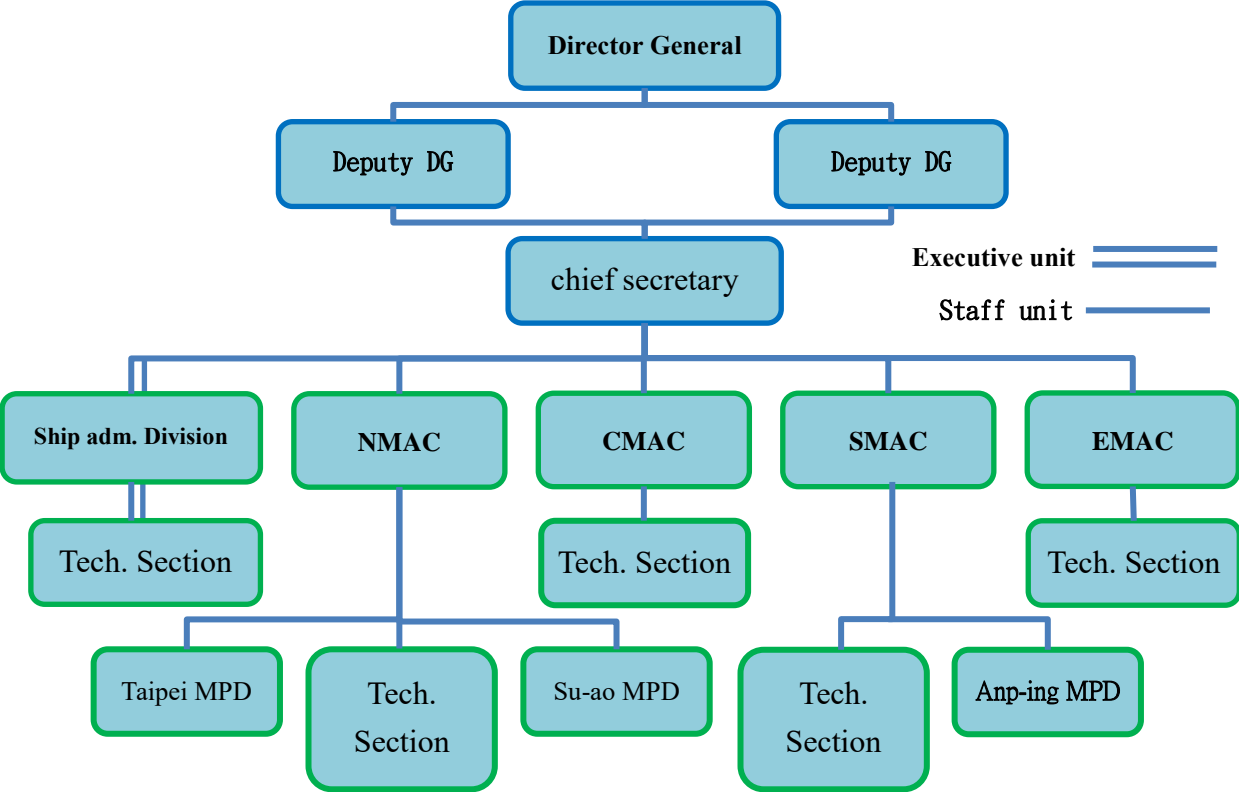 Director General
Deputy DG
Deputy DG
chief secretary
Executive unit
Staff unit
Ship adm. Division
NMAC
CMAC
SMAC
EMAC
Tech. Section
Tech. Section
Tech. Section
Taipei MPD
Tech.
Section
Su-ao MPD
Tech.
Section
Anp-ing MPD